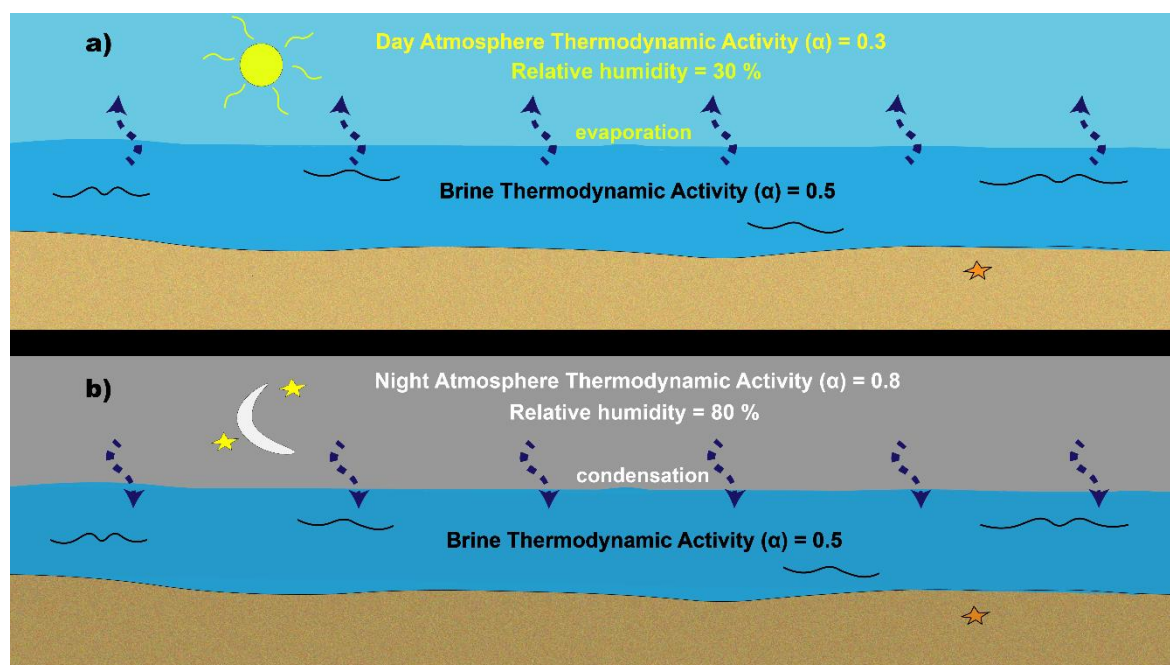 a)
Day Atmosphere Thermodynamic Activity (α) = 0.3
Relative humidity = 30 %
evaporation
Brine Thermodynamic Activity (α) = 0.5
b)
Night Atmosphere Thermodynamic Activity (α) = 0.8
Relative humidity = 80 %
condensation
Brine Thermodynamic Activity (α) = 0.5